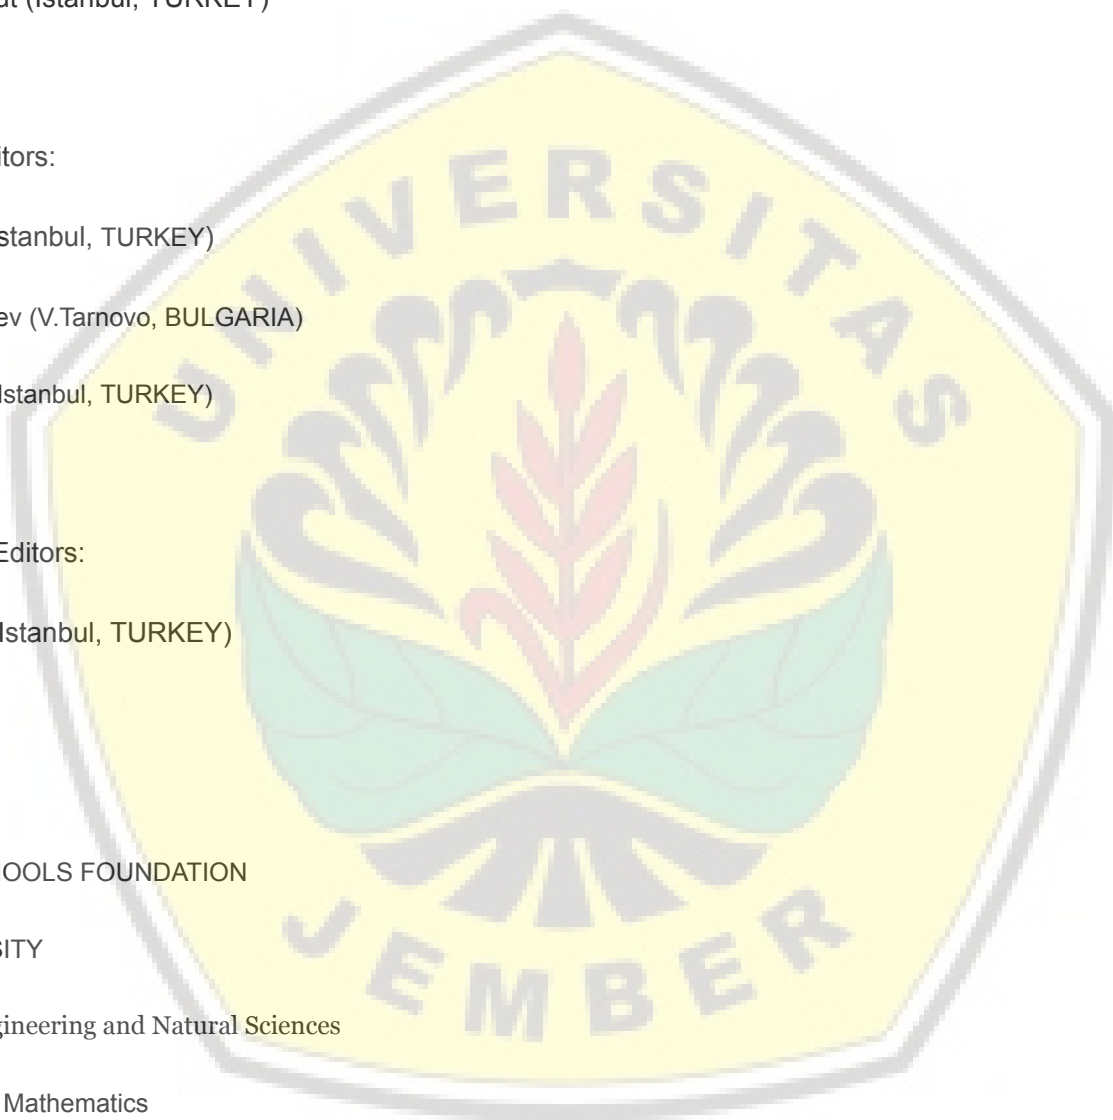 (Istanbul, TURKEY)
itors:
stanbul, TURKEY)
ev (V.Tarnovo, BULGARIA)
Istanbul, TURKEY)
Editors:
Istanbul, TURKEY)
OOLS FOUNDATION
SITY
gineering and Natural Sciences
Mathematics
UNIVERSITAS
JEMBER